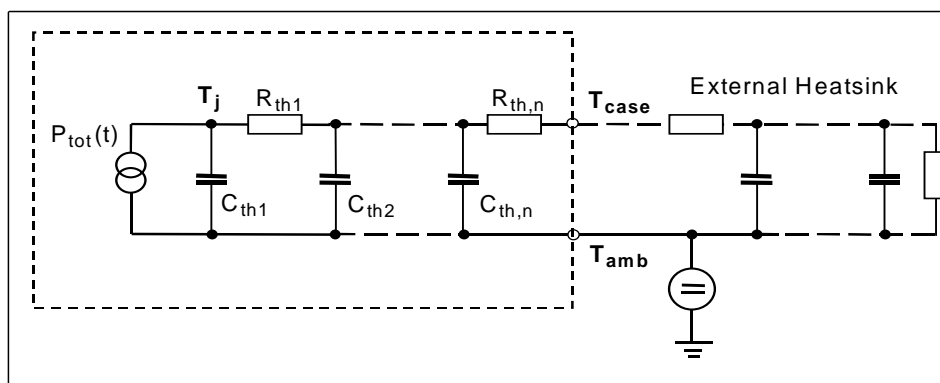 External Heatsink
T_j
R_th1
R_th,n
T_case
P_tot(t)
C_th1
C_th2
C_th,n
T_amb